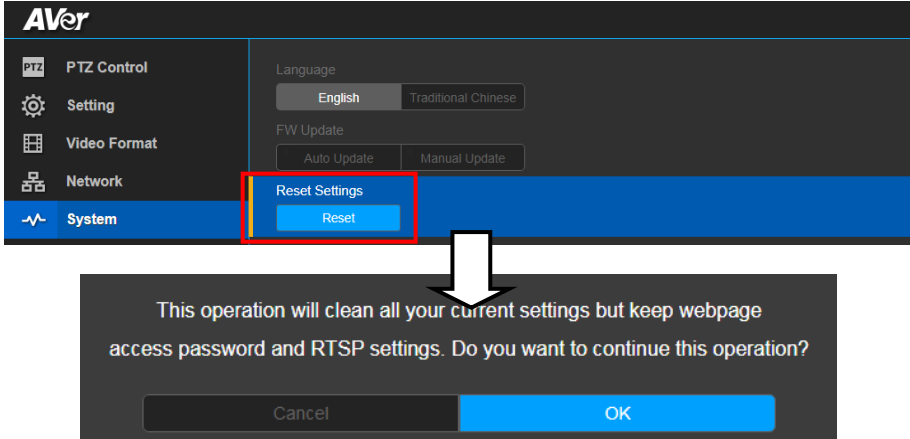 AVer
PTZ PTZ Control
Setting
Video Format
Network
System
Language
English Traditional Chinese
FW Update
Auto Update Manual Update
Reset Settings
Reset
This operation will clean all your current settings but keep webpage
access password and RTSP settings. Do you want to continue this operation?
Cancel OK